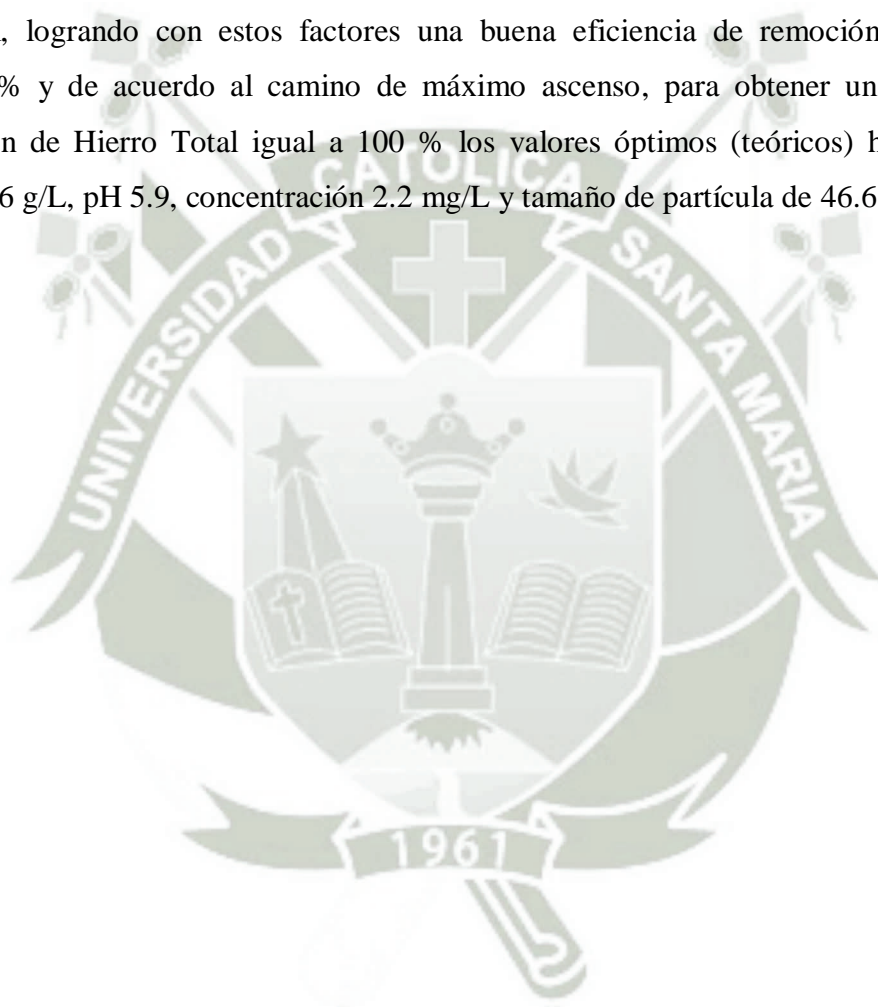 , logrando con estos factores una buena eficiencia de remoción
% y de acuerdo al camino de máximo ascenso, para obtener un
n de Hierro Total igual a 100 % los valores óptimos (teóricos) h
6 g/L, pH 5.9, concentración 2.2 mg/L y tamaño de partícula de 46.6
UNIVERSIDAD CATOLICA SANTA MARIA
1961